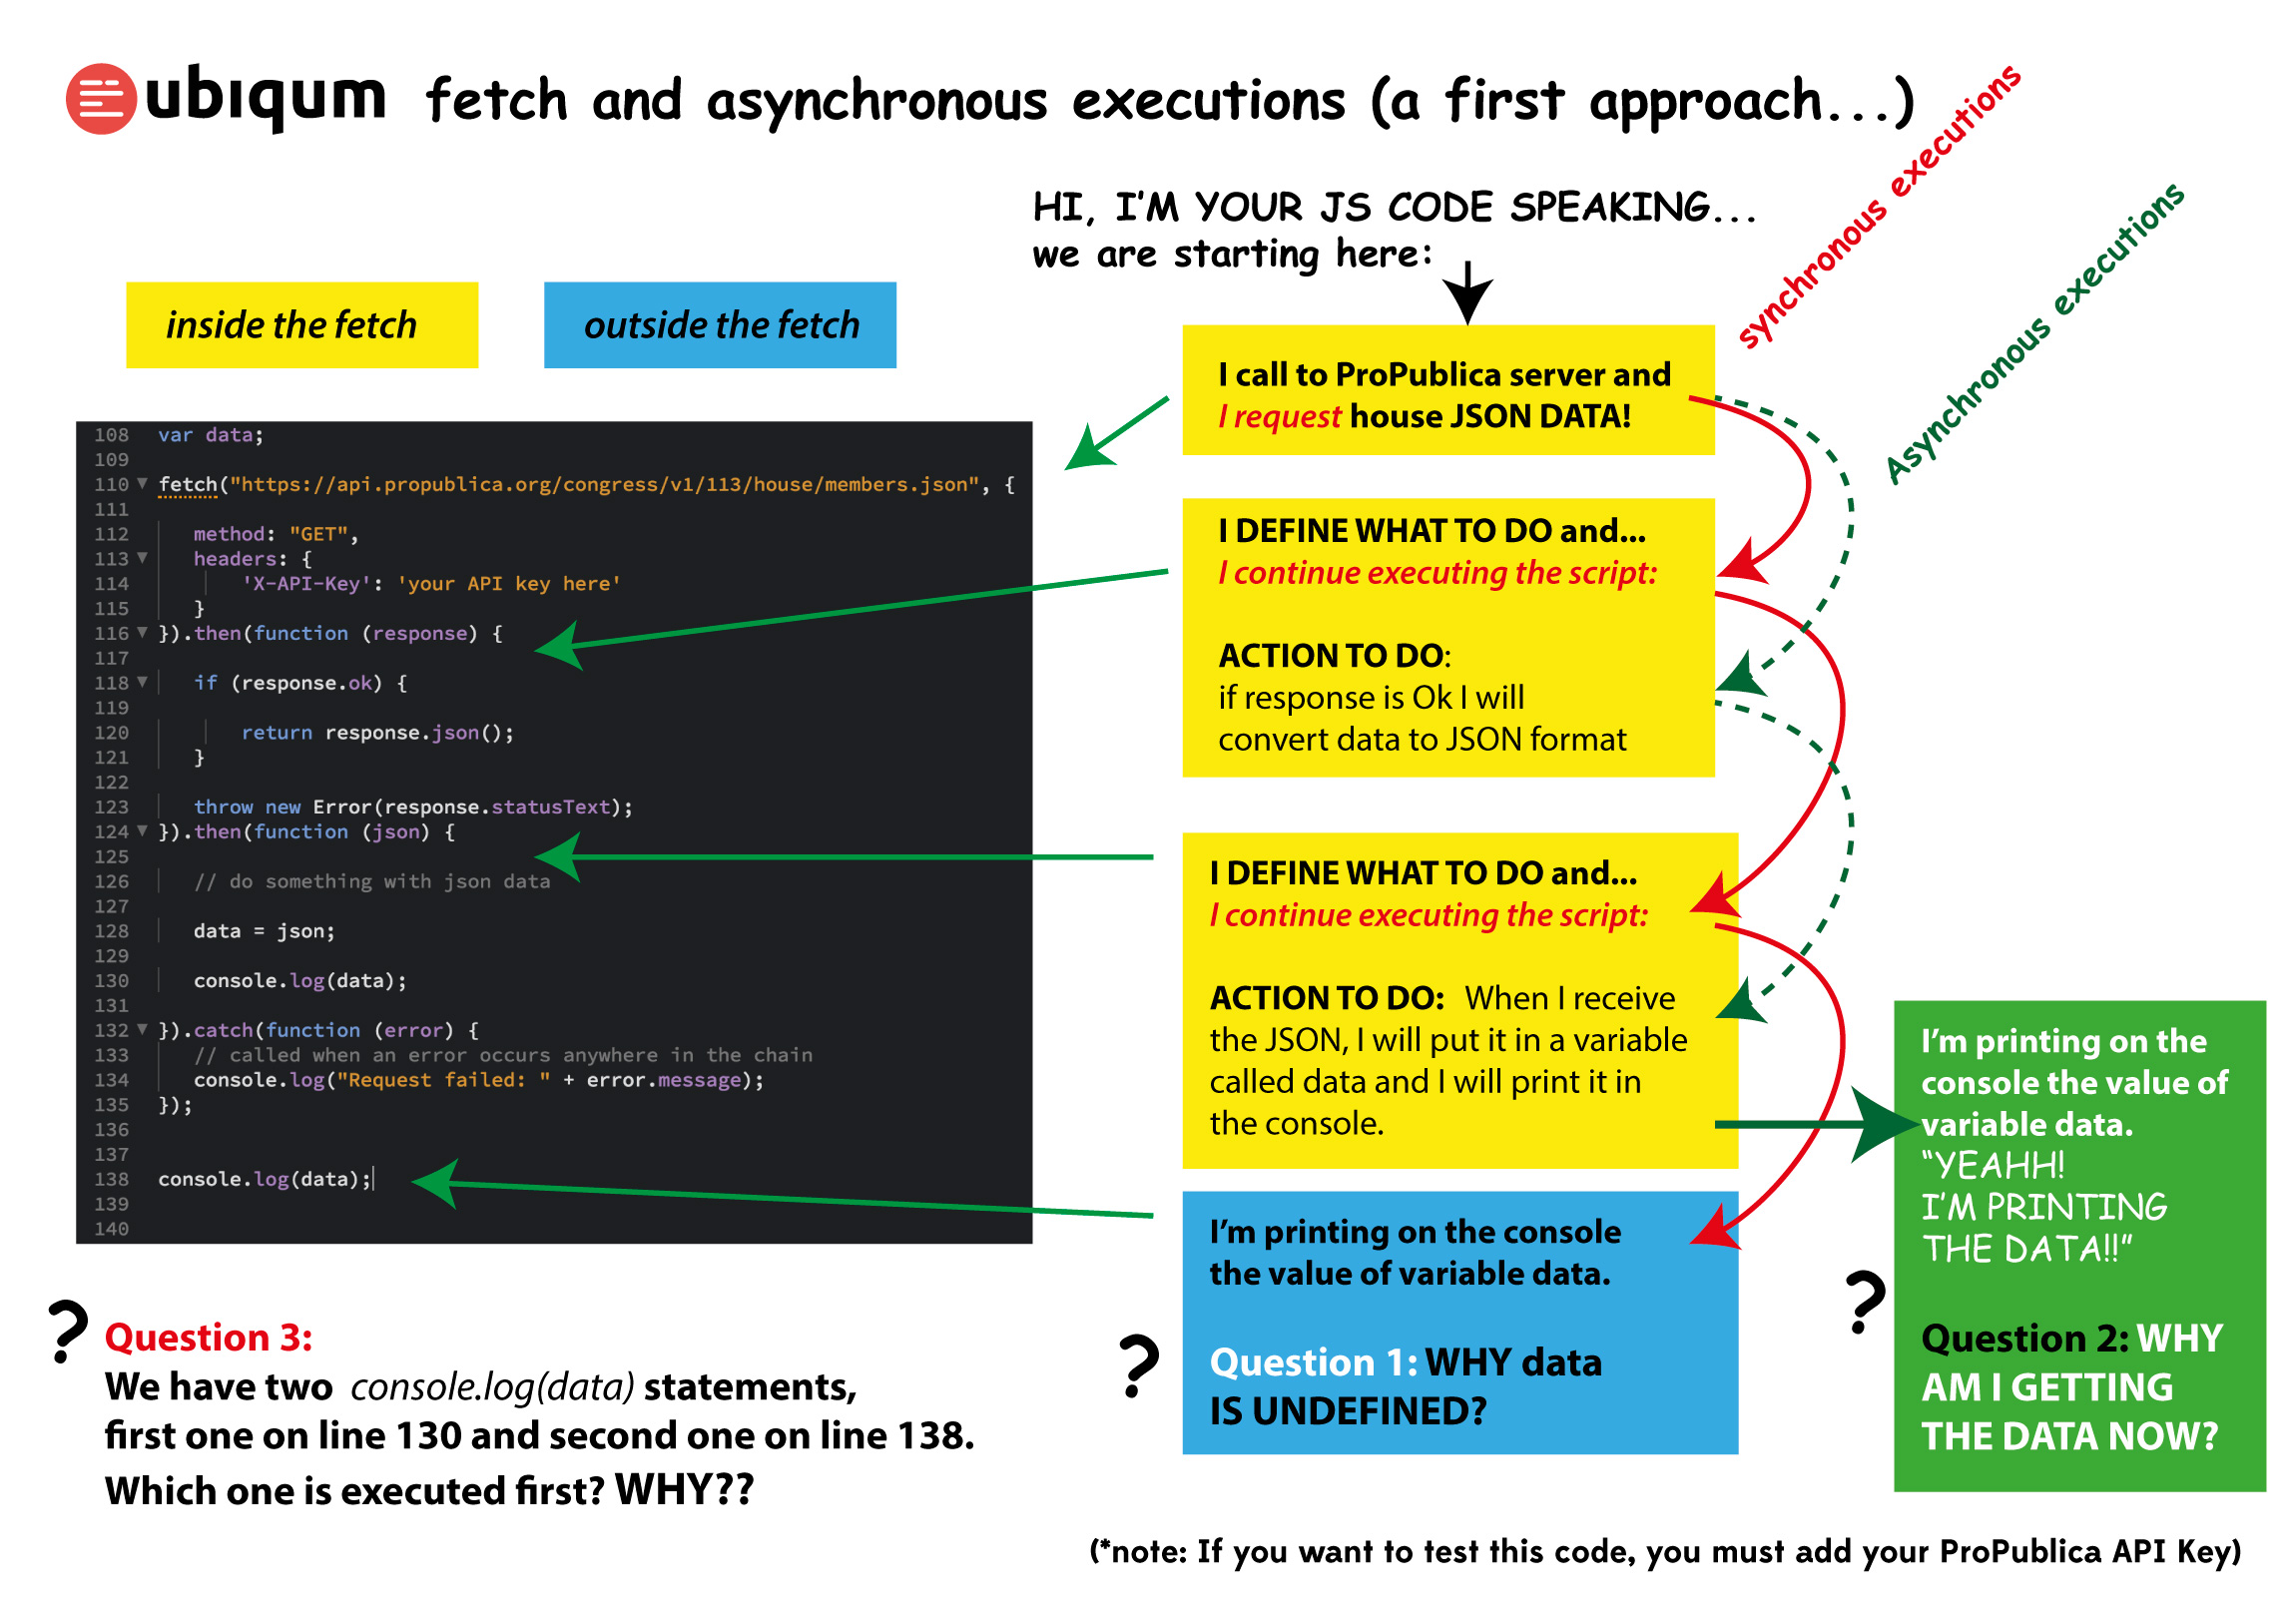 ubıqum fetch and asynchronous executions (a first approach...)
synchronous executions
Asynchronous executions
HI, I'M YOUR JS CODE SPEAKING...
we are starting here:
inside the fetch
outside the fetch
108 var data;
109
110 fetch("https://api.propublica.org/congress/v1/113/house/members.json", {
111
112 method: "GET",
113 headers: {
114 'X-API-Key': 'your API key here'
115 }
116 }).then(function (response) {
117
118 if (response.ok) {
119
120 return response.json();
121 }
122
123 throw new Error(response.statusText);
124 }).then(function (json) {
125
126 // do something with json data
127
128 data = json;
129
130 console.log(data);
131
132 }).catch(function (error) {
133 // called when an error occurs anywhere in the chain
134 console.log("Request failed: " + error.message);
135 });
136
137
138 console.log(data);
139
140
I call to ProPublica server and
I request house JSON DATA!
I DEFINE WHAT TO DO and...
I continue executing the script:
ACTION TO DO:
if response is Ok I will
convert data to JSON format
I DEFINE WHAT TO DO and...
I continue executing the script:
ACTION TO DO: When I receive
the JSON, I will put it in a variable
called data and I will print it in
the console.
I'm printing on the console
the value of variable data.
? Question 1: WHY data
IS UNDEFINED?
I'm printing on the
console the value of
variable data.
"YEAHH!
I'M PRINTING
THE DATA!!"
? Question 2: WHY
AM I GETTING
THE DATA NOW?
? Question 3:
We have two console.log(data) statements,
first one on line 130 and second one on line 138.
Which one is executed first? WHY??
(*note: If you want to test this code, you must add your ProPublica API Key)